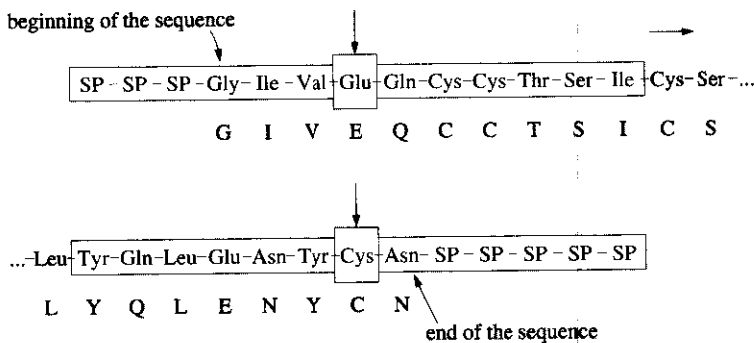 beginning of the sequence
SP - SP - SP - Gly - Ile - Val - Glu - Gln - Cys - Cys - Thr - Ser - Ile - Cys - Ser - ...
G I V E Q C C T S I C S
... - Leu - Tyr - Gln - Leu - Glu - Asn - Tyr - Cys - Asn - SP - SP - SP - SP - SP
L Y Q L E N Y C N
end of the sequence